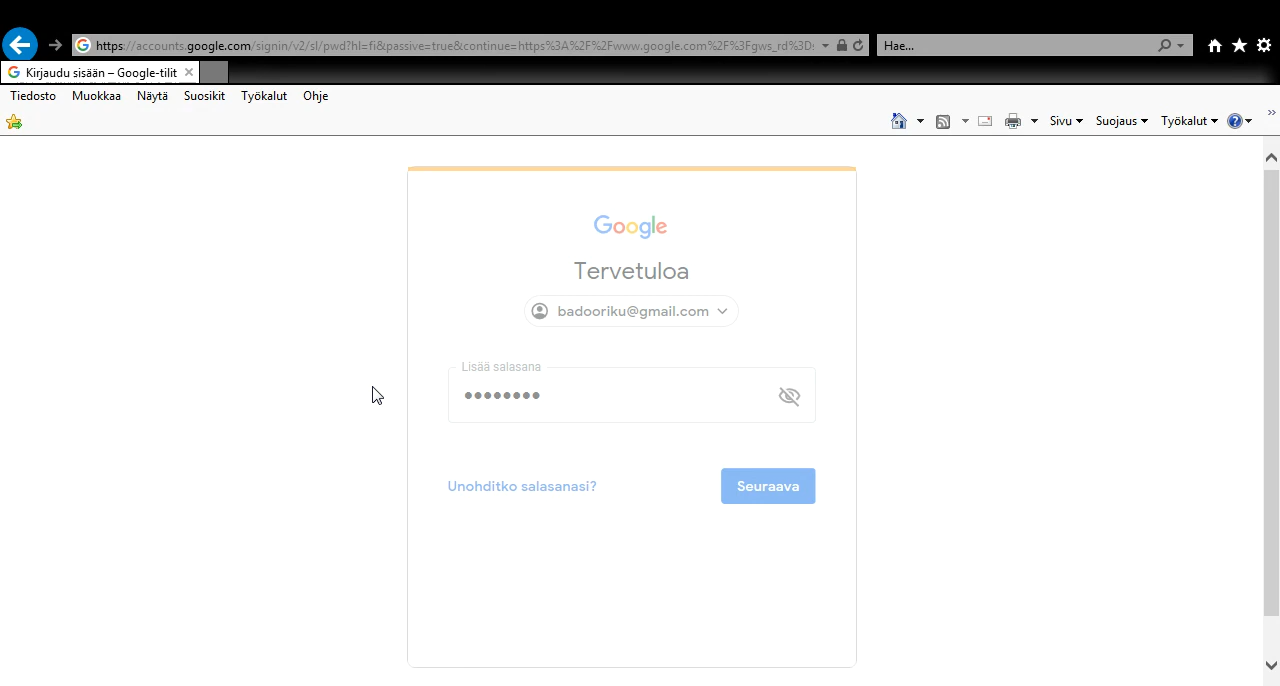 https://accounts.google.com/signin/v2/sl/pwd?hl=fi&passive=true&continue=https%3A%2F%2Fwww.google.com%2F%3Fgws_rd%3D
Hae...
Kirjaudu sisään – Google-tilit
Tiedosto Muokkaa Näytä Suosikit Työkalut Ohje
Sivu Suojaus Työkalut
Google
Tervetuloa
badooriku@gmail.com
Lisää salasana
Unohditko salasanasi? Seuraava